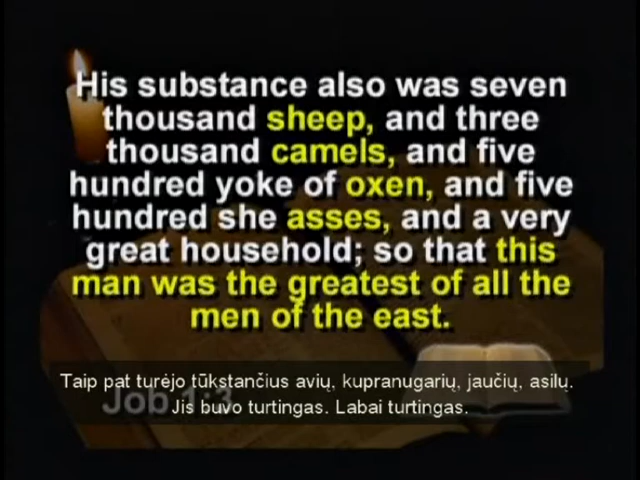 His substance also was seven
thousand sheep, and three
thousand camels, and five
hundred yoke of oxen, and five
hundred she asses, and a very
great household; so that this
man was the greatest of all the
men of the east.
Taip pat turėjo tūkstančius avių, kupranugarių, jaučių, asilų.
Job 1:3
Jis buvo turtingas. Labai turtingas.